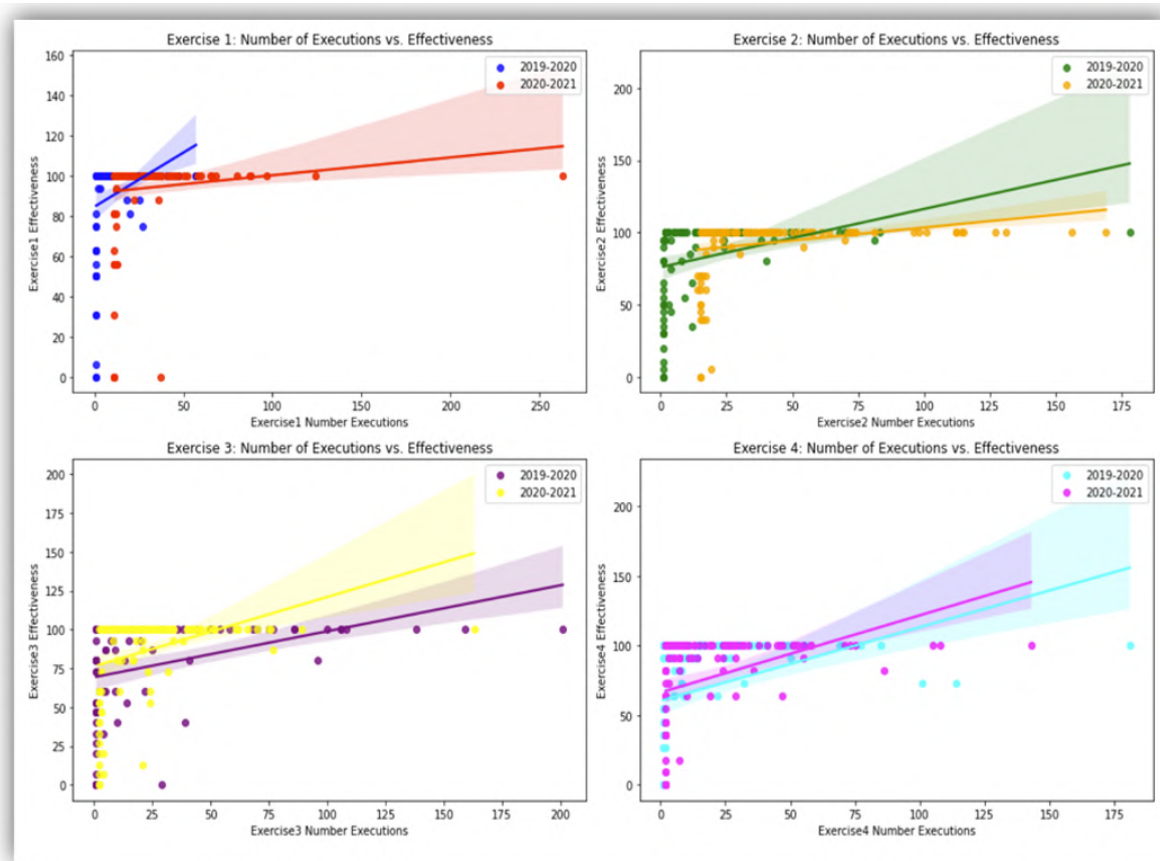 Exercise 1: Number of Executions vs. Effectiveness
160
140
120
100
80
60
40
20
0
Exercise1 Effectiveness
2019-2020
2020-2021
0 50 100 150 200 250
Exercise1 Number Executions
Exercise 2: Number of Executions vs. Effectiveness
200
150
100
50
0
Exercise2 Effectiveness
2019-2020
2020-2021
0 25 50 75 100 125 150 175
Exercise2 Number Executions
Exercise 3: Number of Executions vs. Effectiveness
200
175
150
125
100
75
50
25
0
Exercise3 Effectiveness
2019-2020
2020-2021
0 25 50 75 100 125 150 175 200
Exercise3 Number Executions
Exercise 4: Number of Executions vs. Effectiveness
200
150
100
50
0
Exercise4 Effectiveness
2019-2020
2020-2021
0 25 50 75 100 125 150 175
Exercise4 Number Executions